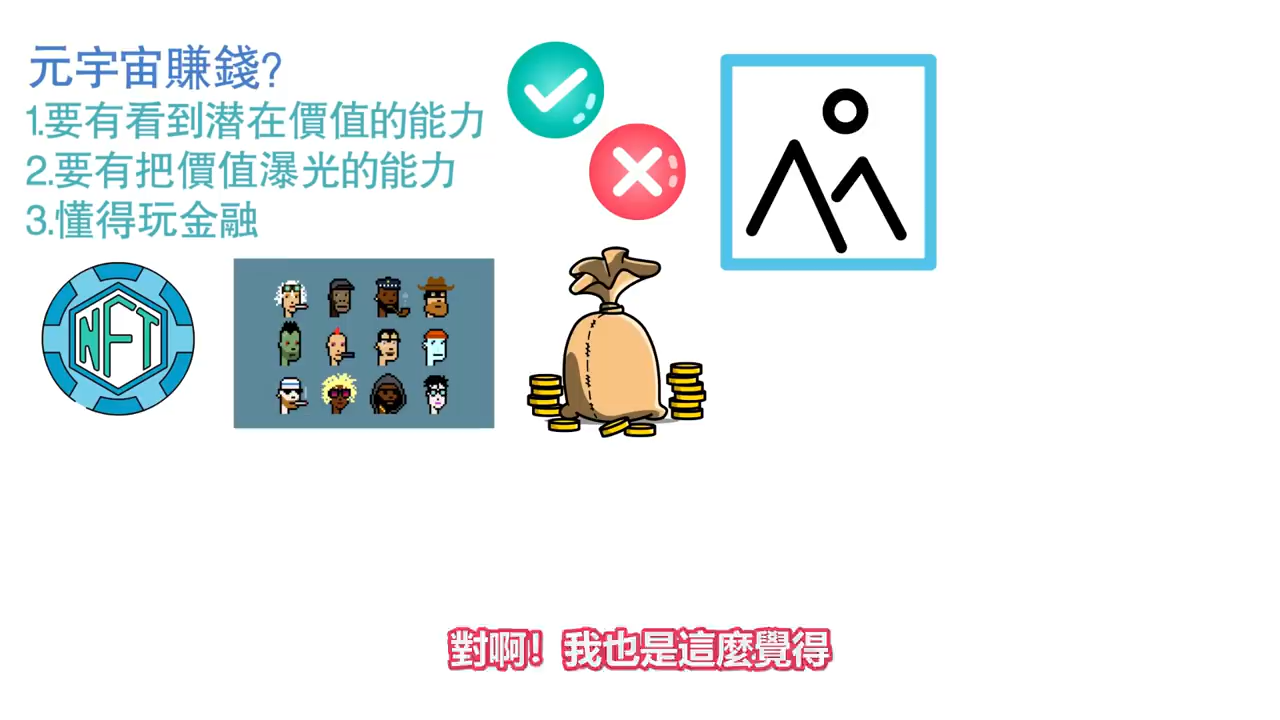 元宇宙賺錢?
1.要有看到潜在價值的能力
2.要有把價值瀑光的能力
3.懂得玩金融
NFT
對啊！我也是這麼覺得